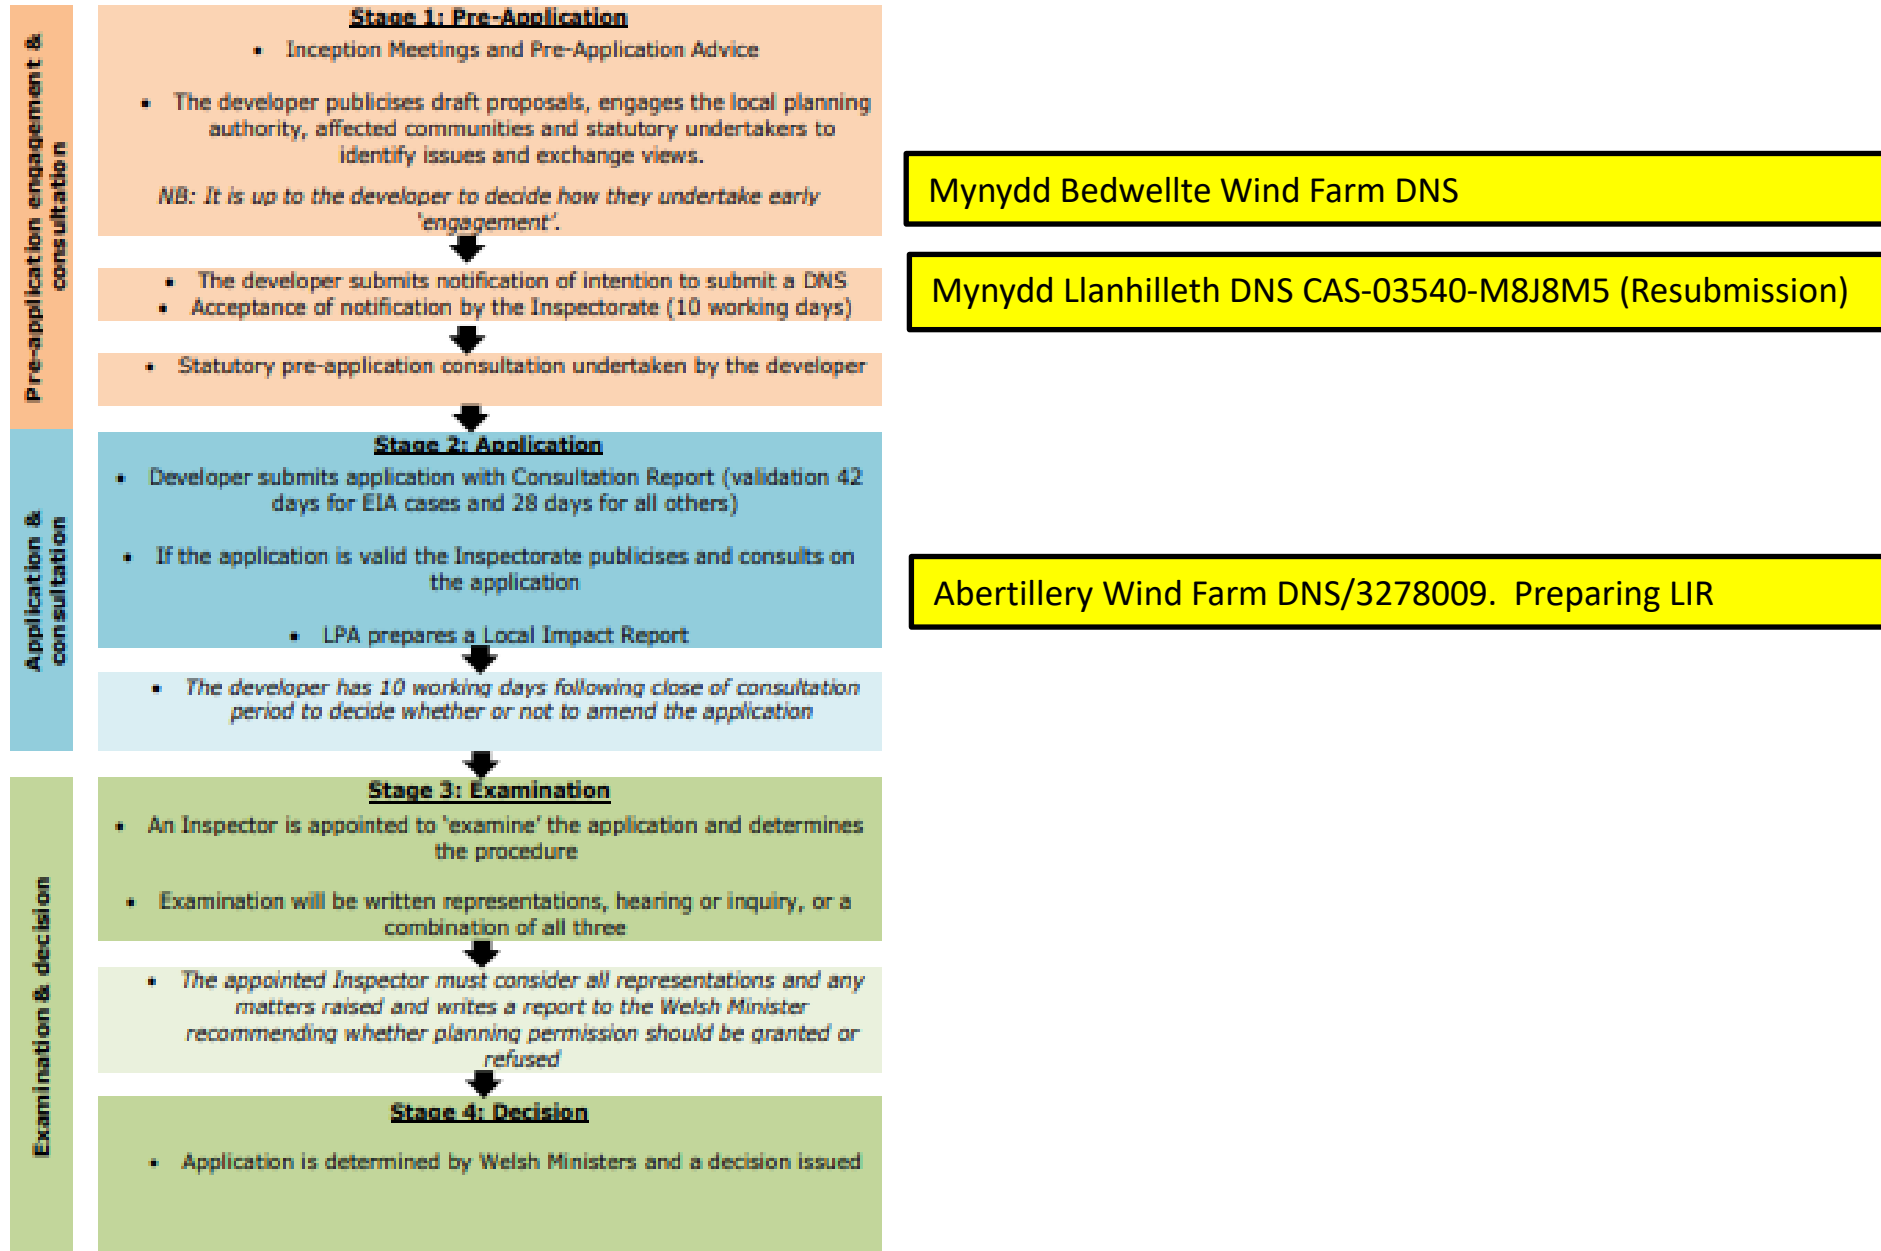 Pre-application engagement &
consultation
Stage 1: Pre-Application
• Inception Meetings and Pre-Application Advice
• The developer publicises draft proposals, engages the local planning
authority, affected communities and statutory undertakers to
identify issues and exchange views.
NB: It is up to the developer to decide how they undertake early
'engagement'.
Mynydd Bedwellte Wind Farm DNS
• The developer submits notification of intention to submit a DNS
• Acceptance of notification by the Inspectorate (10 working days)
Mynydd Llanhilleth DNS CAS-03540-M8J8M5 (Resubmission)
• Statutory pre-application consultation undertaken by the developer
Application &
consultation
Stage 2: Application
• Developer submits application with Consultation Report (validation 42
days for EIA cases and 28 days for all others)
• If the application is valid the Inspectorate publicises and consults on
the application
• LPA prepares a Local Impact Report
Abertillery Wind Farm DNS/3278009.  Preparing LIR
• The developer has 10 working days following close of consultation
period to decide whether or not to amend the application
Examination & decision
Stage 3: Examination
• An Inspector is appointed to 'examine' the application and determines
the procedure
• Examination will be written representations, hearing or inquiry, or a
combination of all three
• The appointed Inspector must consider all representations and any
matters raised and writes a report to the Welsh Minister
recommending whether planning permission should be granted or
refused
Stage 4: Decision
• Application is determined by Welsh Ministers and a decision issued